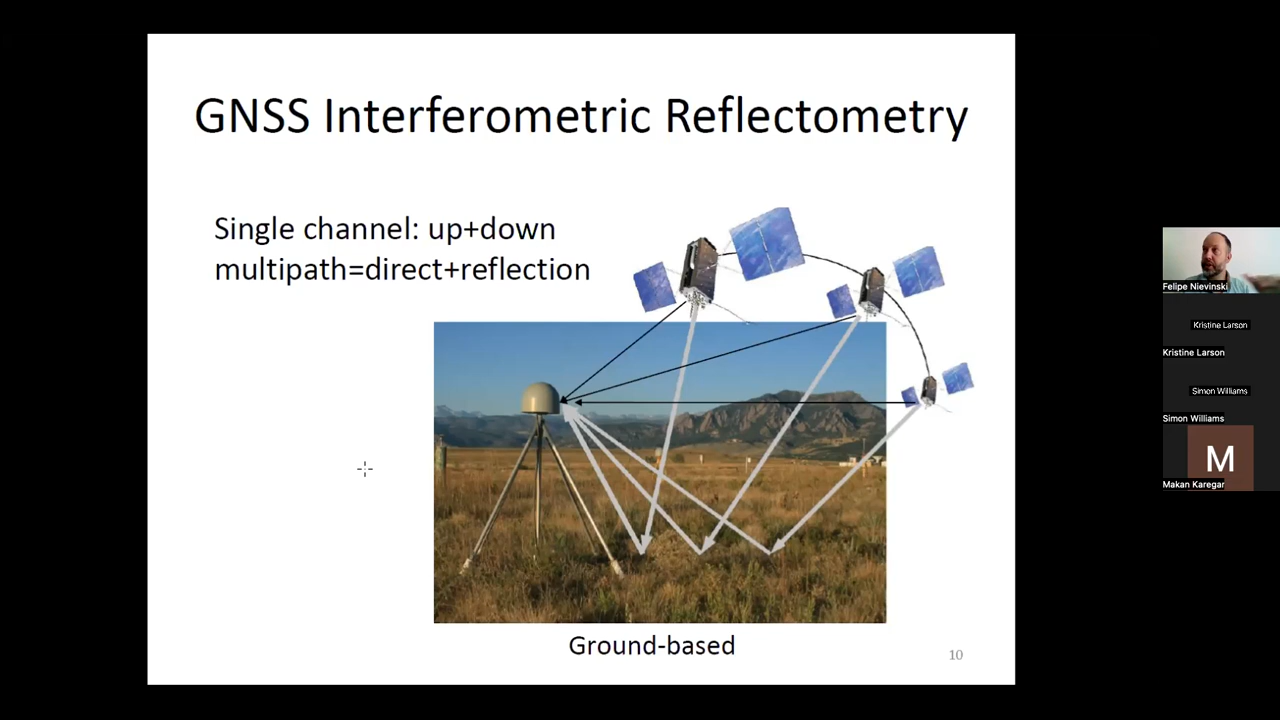 GNSS Interferometric Reflectometry
Single channel: up+down
multipath=direct+reflection
Ground-based
10
Felipe Nievinski
Kristine Larson
Kristine Larson
Simon Williams
Simon Williams
M
Makan Karegar